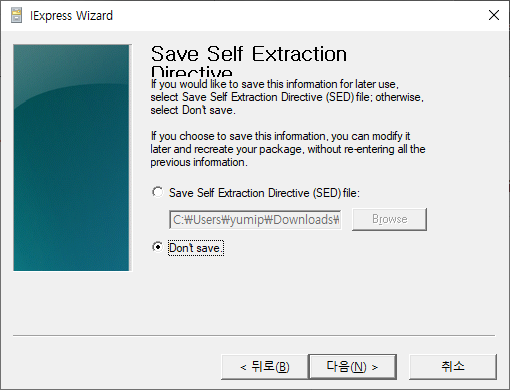 IExpress Wizard
Save Self Extraction
Directive
If you would like to save this information for later use,
select Save Self Extraction Directive (SED) file; otherwise,
select Don't save.
If you choose to save this information, you can modify it
later and recreate your package, without re-entering all the
previous information.
Save Self Extraction Directive (SED) file:
C:₩Users₩yumip₩Downloads₩
Browse
Don't save.
< 뒤로(B)
다음(N) >
취소